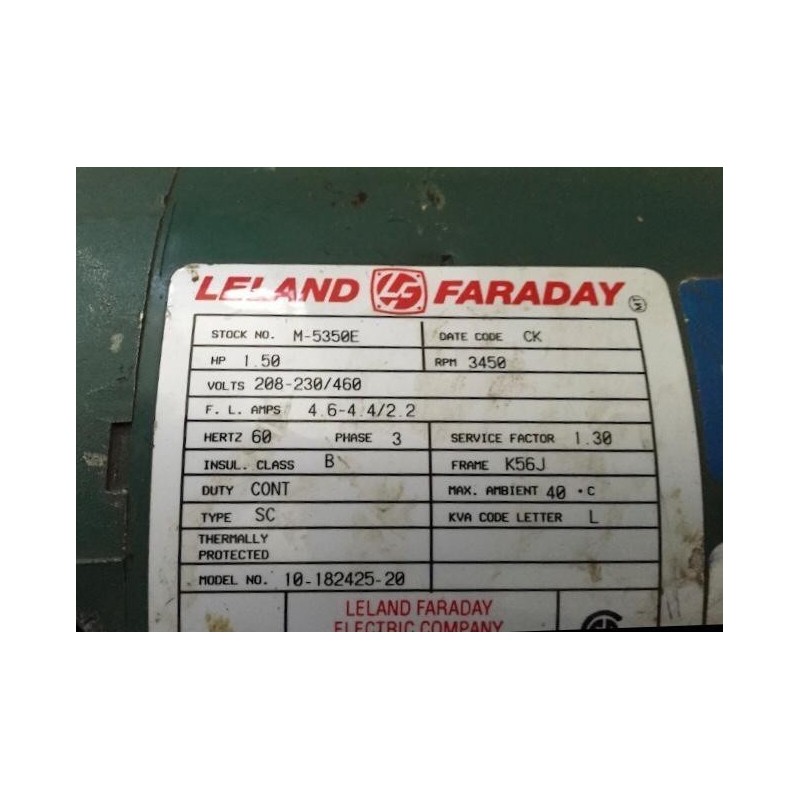 LELAND LG FARADAY
STOCK NO. M-5350E DATE CODE CK
HP 1.50 RPM 3450
VOLTS 208-230/460
F. L. AMPS 4.6-4.4/2.2
HERTZ 60 PHASE 3 SERVICE FACTOR 1.30
INSUL. CLASS B FRAME K56J
DUTY CONT MAX. AMBIENT 40 °C
TYPE SC KVA CODE LETTER L
THERMALLY
PROTECTED
MODEL NO. 10-182425-20
LELAND FARADAY
ELECTRIC COMPANY